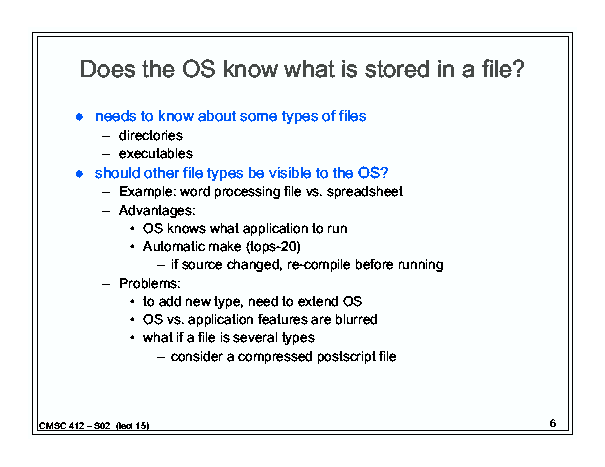 Does the OS know what is stored in a file?
● needs to know about some types of files
– directories
– executables
● should other file types be visible to the OS?
– Example: word processing file vs. spreadsheet
– Advantages:
• OS knows what application to run
• Automatic make (tops-20)
– if source changed, re-compile before running
– Problems:
• to add new type, need to extend OS
• OS vs. application features are blurred
• what if a file is several types
– consider a compressed postscript file
CMSC 412 – S02 (lect 15)
6